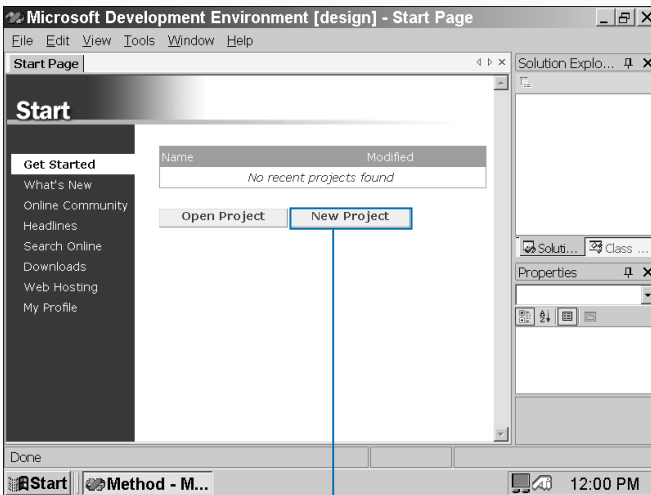 Microsoft Development Environment [design] - Start Page
File Edit View Tools Window Help
Start Page
Solution Explo...
Start
Get Started
What's New
Online Community
Headlines
Search Online
Downloads
Web Hosting
My Profile
Name Modified
No recent projects found
Open Project New Project
Soluti... Class ...
Properties
Done
Start Method - M... 12:00 PM